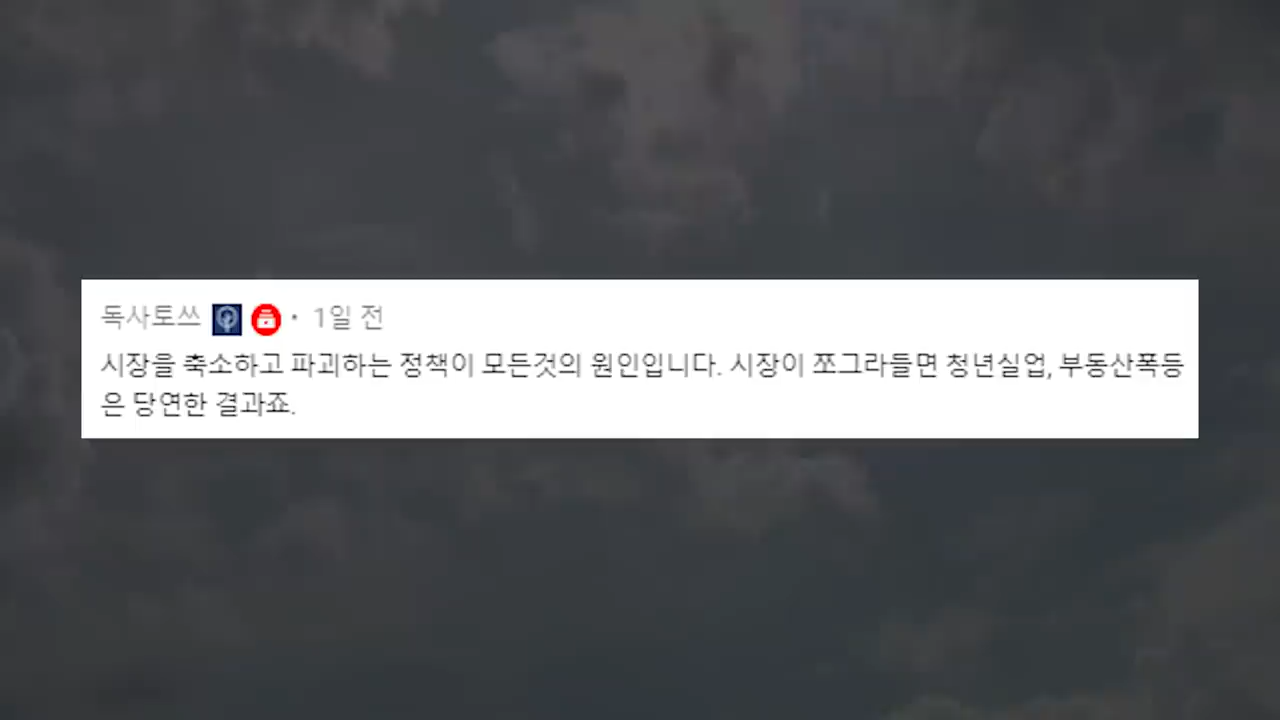 독사토쓰 • 1일 전
시장을 축소하고 파괴하는 정책이 모든것의 원인입니다. 시장이 쪼그라들면 청년실업, 부동산폭등
은 당연한 결과죠.